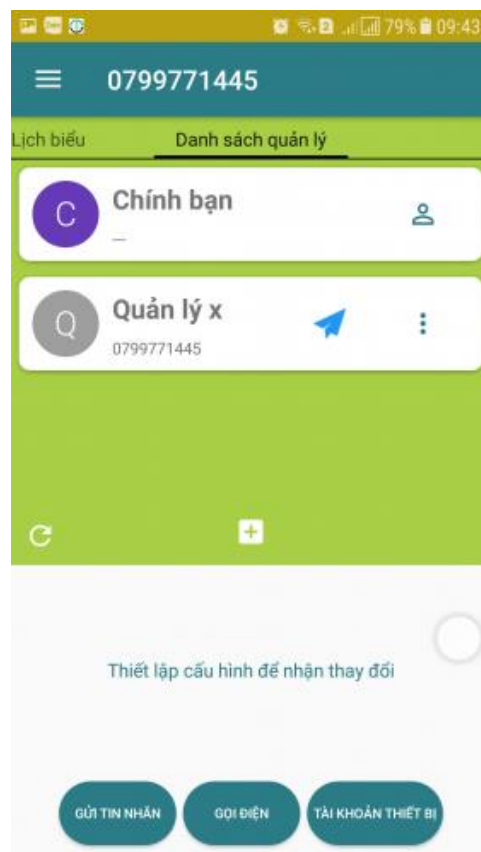 79% 09:43
0799771445
Lịch biểu Danh sách quản lý
C Chính bạn
---
Q Quản lý x
0799771445
Thiết lập cấu hình để nhận thay đổi
GỬI TIN NHẮN GỌI ĐIỆN TÀI KHOẢN THIẾT BỊ